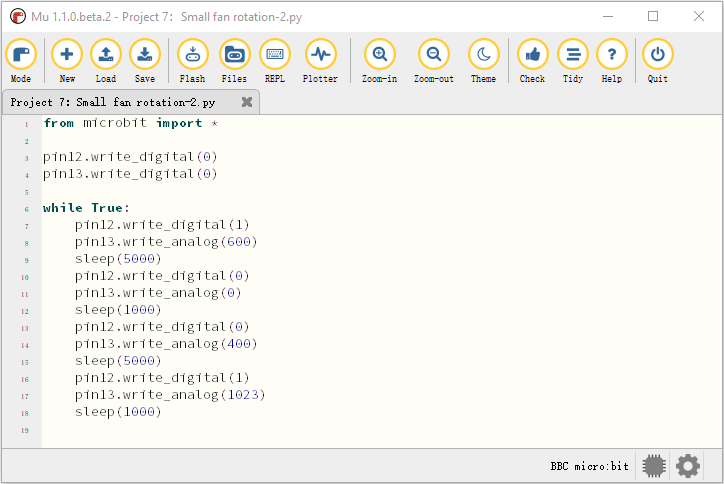 Mu 1.1.0.beta.2 - Project 7：Small fan rotation-2.py
Mode New Load Save Flash Files REPL Plotter Zoom-in Zoom-out Theme Check Tidy Help Quit
Project 7：Small fan rotation-2.py
1 from microbit import *
2
3 pin12.write_digital(0)
4 pin13.write_digital(0)
5
6 while True:
7 pin12.write_digital(1)
8 pin13.write_analog(600)
9 sleep(5000)
10 pin12.write_digital(0)
11 pin13.write_analog(0)
12 sleep(1000)
13 pin12.write_digital(0)
14 pin13.write_analog(400)
15 sleep(5000)
16 pin12.write_digital(1)
17 pin13.write_analog(1023)
18 sleep(1000)
19
BBC micro:bit